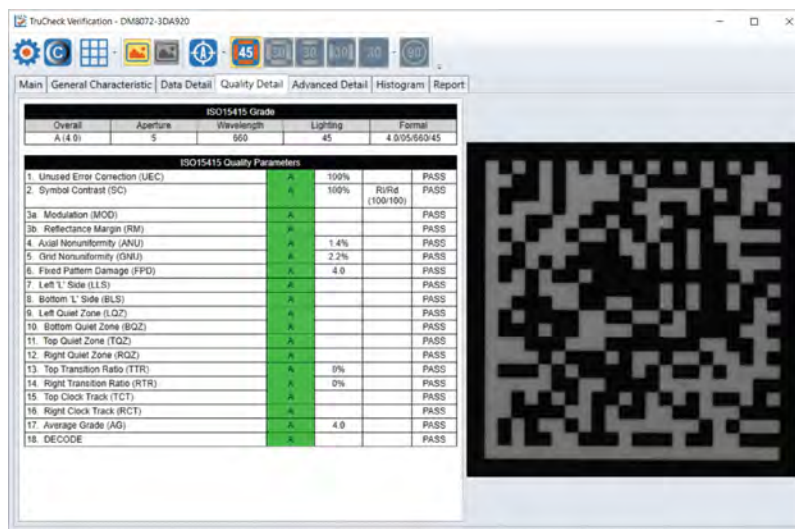 TruCheck Verification - DM8072-3DA920
45 30 30 30 30 90
Main General Characteristic Data Detail Quality Detail Advanced Detail Histogram Report
ISO15415 Grade
Overall Aperture Wavelength Lighting Formal
A (4.0) 5 660 45 4.0/05/660/45
ISO15415 Quality Parameters
1. Unused Error Correction (UEC) A 100% PASS
2. Symbol Contrast (SC) A 100% Rl/Rd PASS
(100/100)
3a. Modulation (MOD) A PASS
3b. Reflectance Margin (RM) A PASS
4. Axial Nonuniformity (ANU) A 1.4% PASS
5. Grid Nonuniformity (GNU) A 2.2% PASS
6. Fixed Pattern Damage (FPD) A 4.0 PASS
7. Left 'L' Side (LLS) A PASS
8. Bottom 'L' Side (BLS) A PASS
9. Left Quiet Zone (LQZ) A PASS
10. Bottom Quiet Zone (BQZ) A PASS
11. Top Quiet Zone (TQZ) A PASS
12. Right Quiet Zone (RQZ) A PASS
13. Top Transition Ratio (TTR) A 0% PASS
14. Right Transition Ratio (RTR) A 0% PASS
15. Top Clock Track (TCT) A PASS
16. Right Clock Track (RCT) A PASS
17. Average Grade (AG) A 4.0 PASS
18. DECODE A PASS